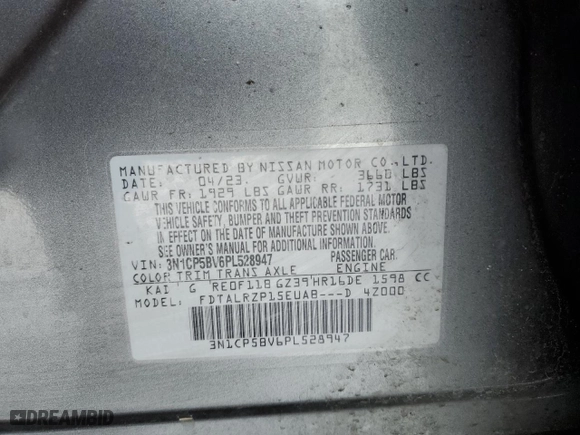 MANUFACTURED BY NISSAN MOTOR CO., LTD.
DATE: 04/23 GVWR: 3660 LBS
GAWR FR: 1929 LBS GAWR RR: 1731 LBS
THIS VEHICLE CONFORMS TO ALL APPLICABLE FEDERAL MOTOR
VEHICLE SAFETY, BUMPER AND THEFT PREVENTION STANDARDS
IN EFFECT ON THE DATE OF MANUFACTURE SHOWN ABOVE.
SEE OWNER'S MANUAL FOR ADDITIONAL INFORMATION
VIN: 3N1CP5BV6PL528947 PASSENGER CAR
COLOR TRIM TRANS AXLE ENGINE
KAI G RE0F11B GZ39 HR16DE 1598 CC
MODEL: FDTALRZP15EUAB---D 4Z000
3N1CP5BV6PL528947
DREAMBID